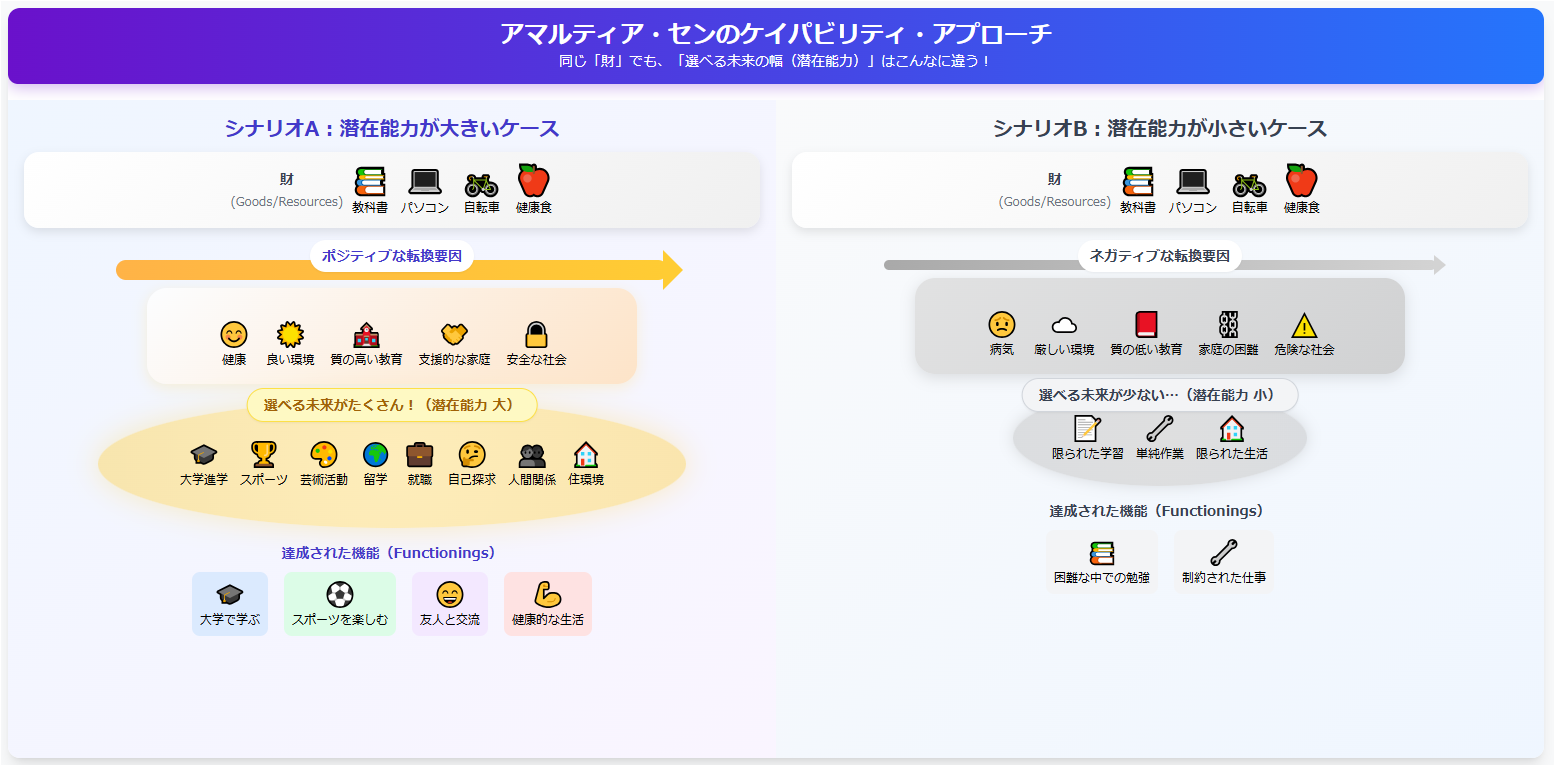 アマルティア・センのケイパビリティ・アプローチ
同じ「財」でも、「選べる未来の幅（潜在能力）」はこんなに違う！
シナリオA：潜在能力が大きいケース
財
(Goods/Resources)
教科書 パソコン 自転車 健康食
ポジティブな転換要因
健康 良い環境 質の高い教育 支援的な家庭 安全な社会
選べる未来がたくさん！（潜在能力 大）
大学進学 スポーツ 芸術活動 留学 就職 自己探求 人間関係 住環境
達成された機能（Functionings）
大学で学ぶ スポーツを楽しむ 友人と交流 健康的な生活
シナリオB：潜在能力が小さいケース
財
(Goods/Resources)
教科書 パソコン 自転車 健康食
ネガティブな転換要因
病気 厳しい環境 質の低い教育 家庭の困難 危険な社会
選べる未来が少ない…（潜在能力 小）
限られた学習 単純作業 限られた生活
達成された機能（Functionings）
困難な中での勉強 制約された仕事